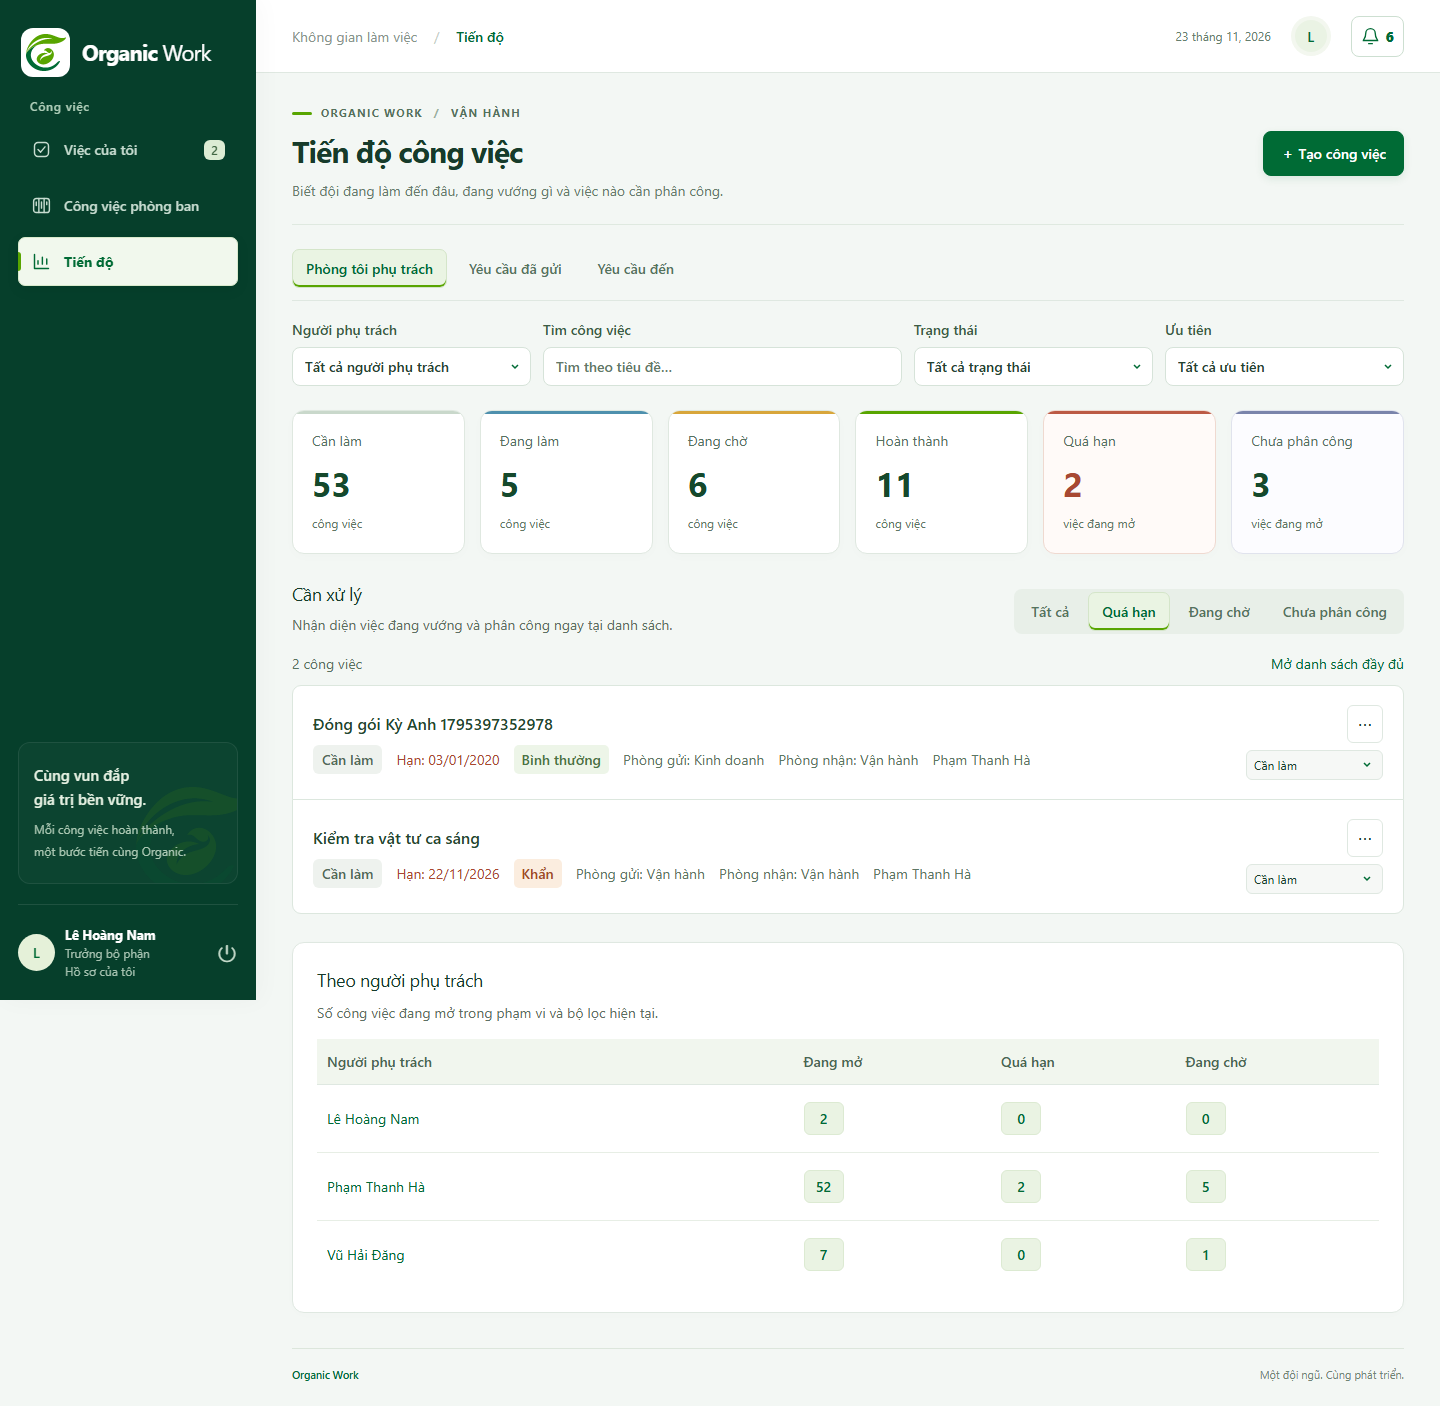 Organic Work
Công việc
Việc của tôi 2
Công việc phòng ban
Tiến độ
Cùng vun đắp
giá trị bền vững.
Mỗi công việc hoàn thành,
một bước tiến cùng Organic.
L
Lê Hoàng Nam
Trưởng bộ phận
Hồ sơ của tôi
Không gian làm việc / Tiến độ
23 tháng 11, 2026
L
6
ORGANIC WORK / VẬN HÀNH
Tiến độ công việc
Biết đội đang làm đến đâu, đang vướng gì và việc nào cần phân công.
+ Tạo công việc
Phòng tôi phụ trách
Yêu cầu đã gửi
Yêu cầu đến
Người phụ trách
Tìm công việc
Trạng thái
Ưu tiên
Tất cả người phụ trách
Tìm theo tiêu đề...
Tất cả trạng thái
Tất cả ưu tiên
Cần làm
53
công việc
Đang làm
5
công việc
Đang chờ
6
công việc
Hoàn thành
11
công việc
Quá hạn
2
việc đang mở
Chưa phân công
3
việc đang mở
Cần xử lý
Nhận diện việc đang vướng và phân công ngay tại danh sách.
Tất cả
Quá hạn
Đang chờ
Chưa phân công
2 công việc
Mở danh sách đầy đủ
Đóng gói Kỳ Anh 1795397352978
...
Cần làm Hạn: 03/01/2020 Bình thường Phòng gửi: Kinh doanh Phòng nhận: Vận hành Phạm Thanh Hà
Cần làm
Kiểm tra vật tư ca sáng
...
Cần làm Hạn: 22/11/2026 Khẩn Phòng gửi: Vận hành Phòng nhận: Vận hành Phạm Thanh Hà
Cần làm
Theo người phụ trách
Số công việc đang mở trong phạm vi và bộ lọc hiện tại.
Người phụ trách Đang mở Quá hạn Đang chờ
Lê Hoàng Nam 2 0 0
Phạm Thanh Hà 52 2 5
Vũ Hải Đăng 7 0 1
Organic Work
Một đội ngũ. Cùng phát triển.